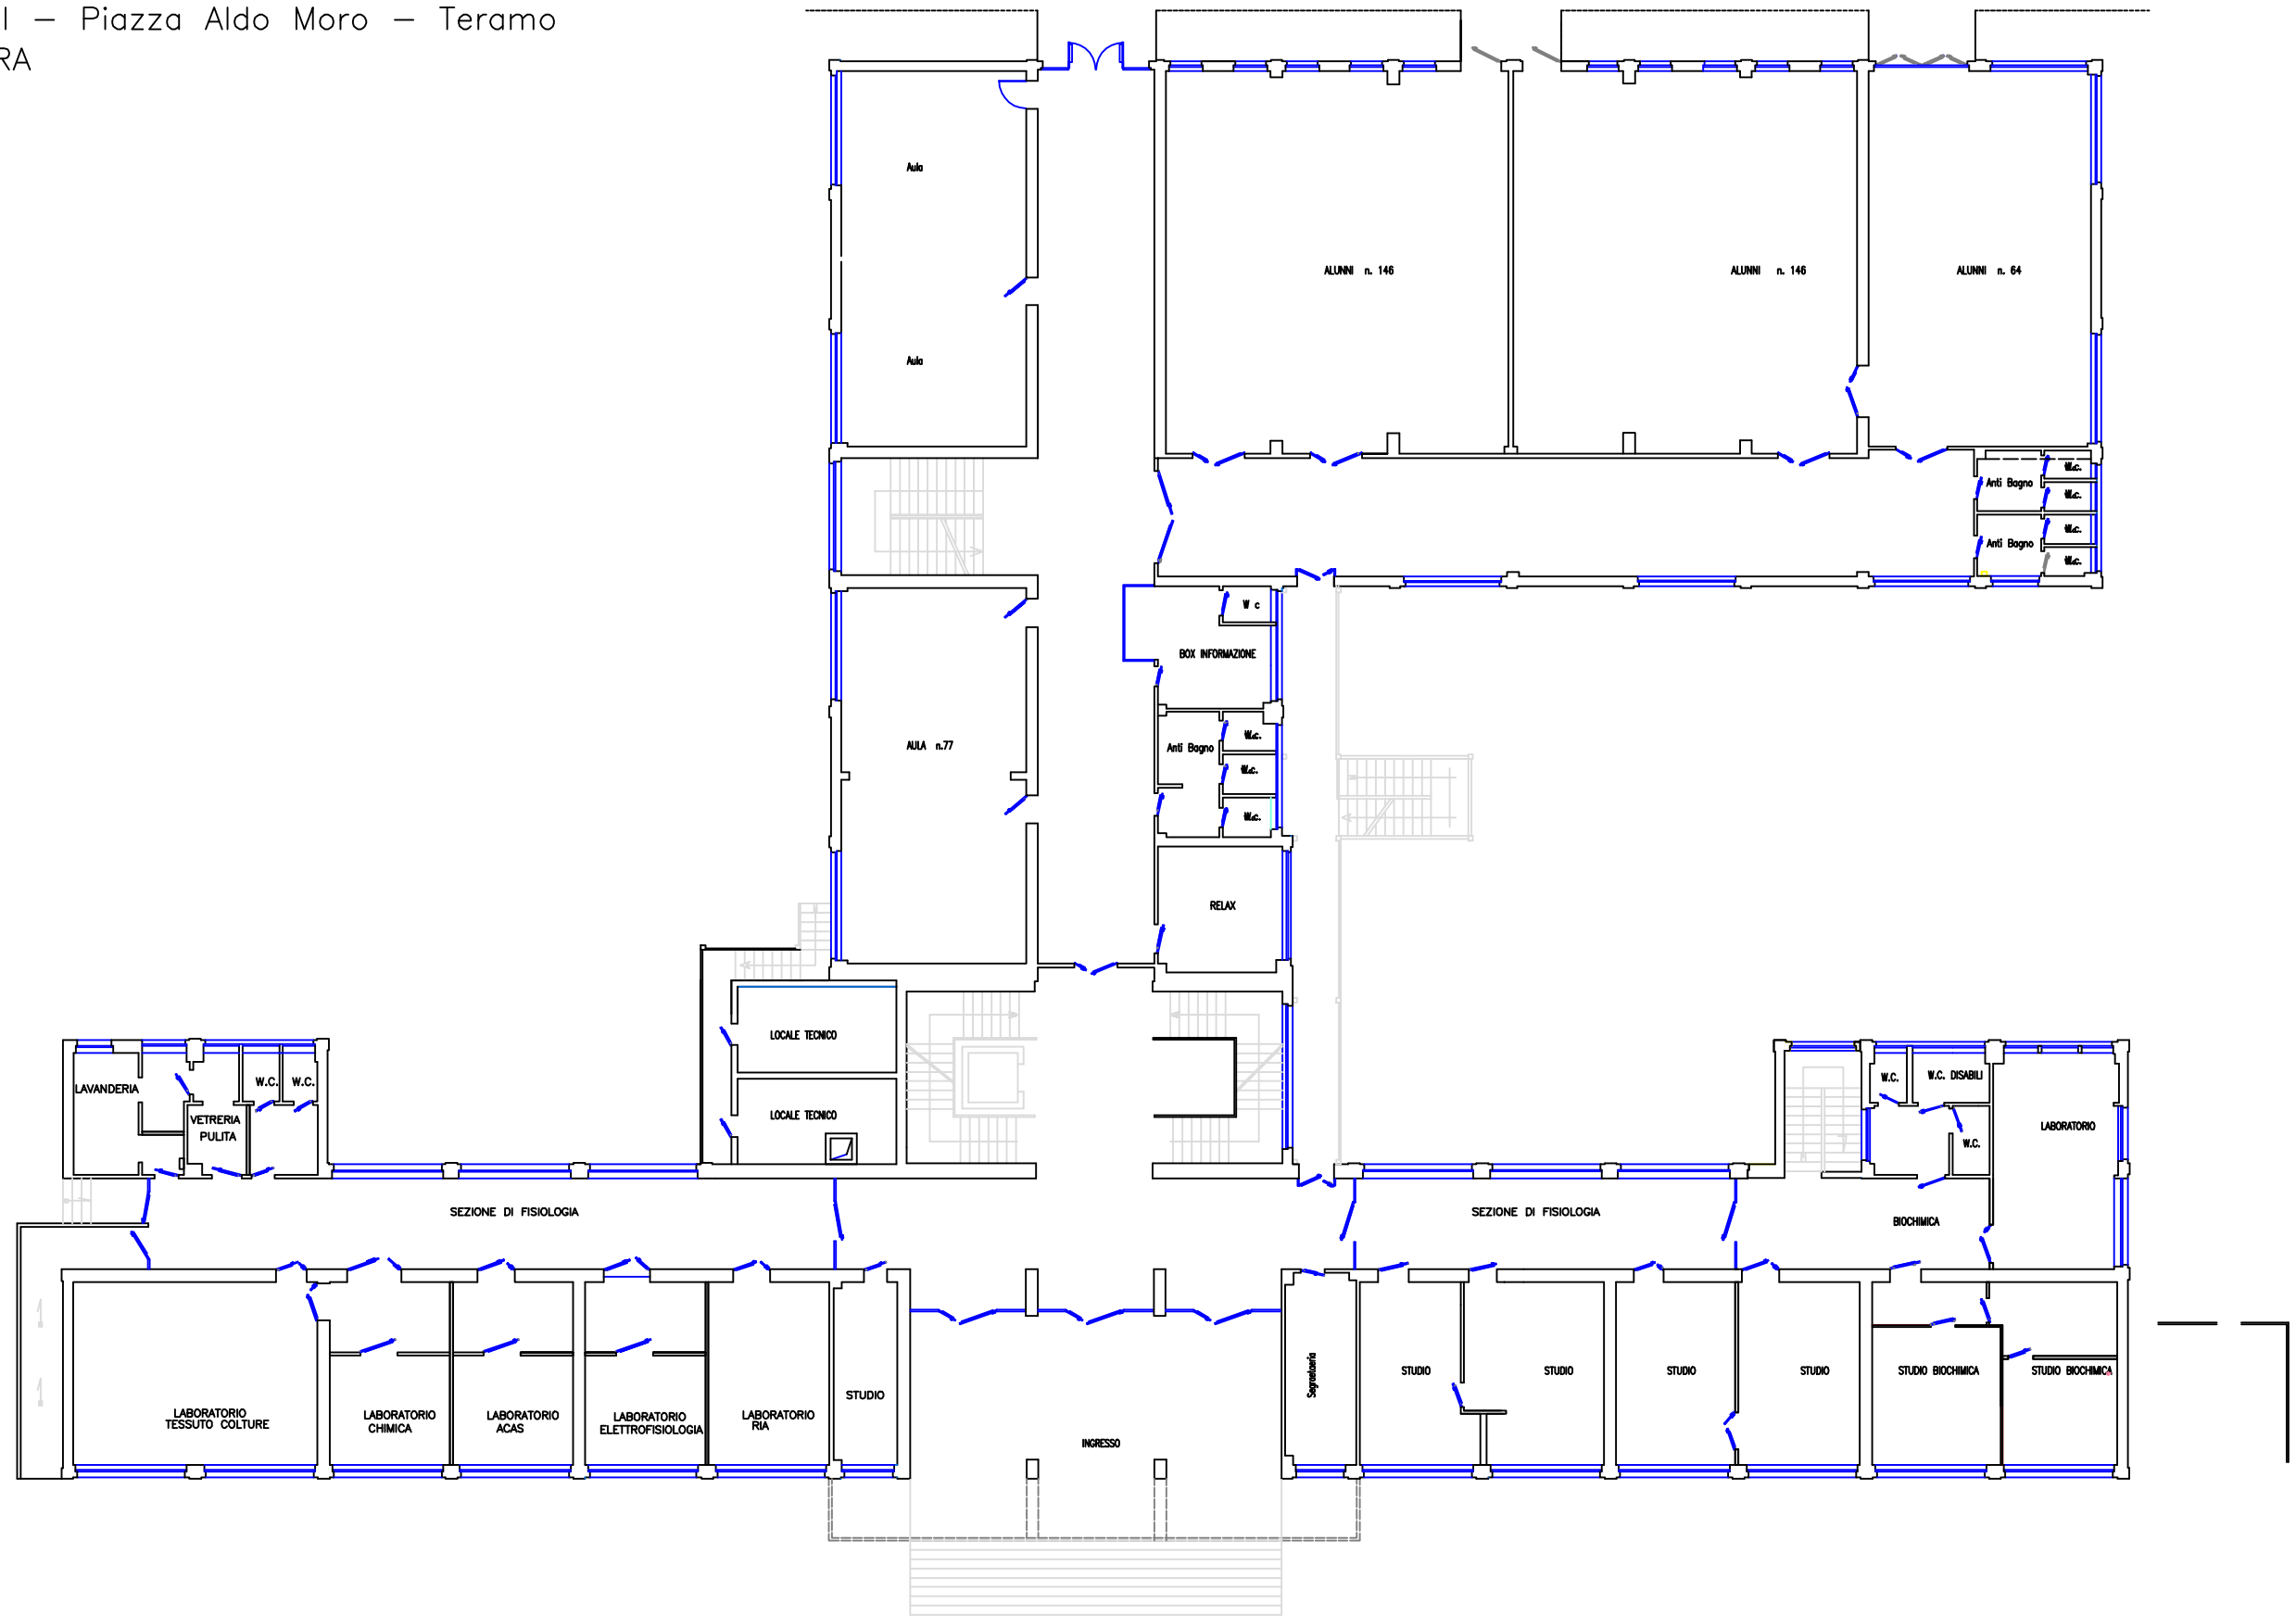 I – Piazza Aldo Moro – Teramo
RA
Aula
ALUNNI n. 146
ALUNNI n. 146
ALUNNI n. 64
Aula
W.c.
Anti Bagno
W.c.
W.c.
Anti Bagno
W.c.
W c
BOX INFORMAZIONE
AULA n.77
W.c.
Anti Bagno
W.c.
W.c.
RELAX
LOCALE TECNICO
LAVANDERIA
W.C.
W.C.
W.C.
W.C. DISABILI
LOCALE TECNICO
VETRERIA
PULITA
LABORATORIO
W.C.
SEZIONE DI FISIOLOGIA
SEZIONE DI FISIOLOGIA
BIOCHIMICA
Segraetaeria
STUDIO
STUDIO
STUDIO
STUDIO
STUDIO BIOCHIMICA
STUDIO BIOCHIMICA
STUDIO
LABORATORIO
TESSUTO COLTURE
LABORATORIO
CHIMICA
LABORATORIO
ACAS
LABORATORIO
ELETTROFISIOLOGIA
LABORATORIO
RIA
INGRESSO